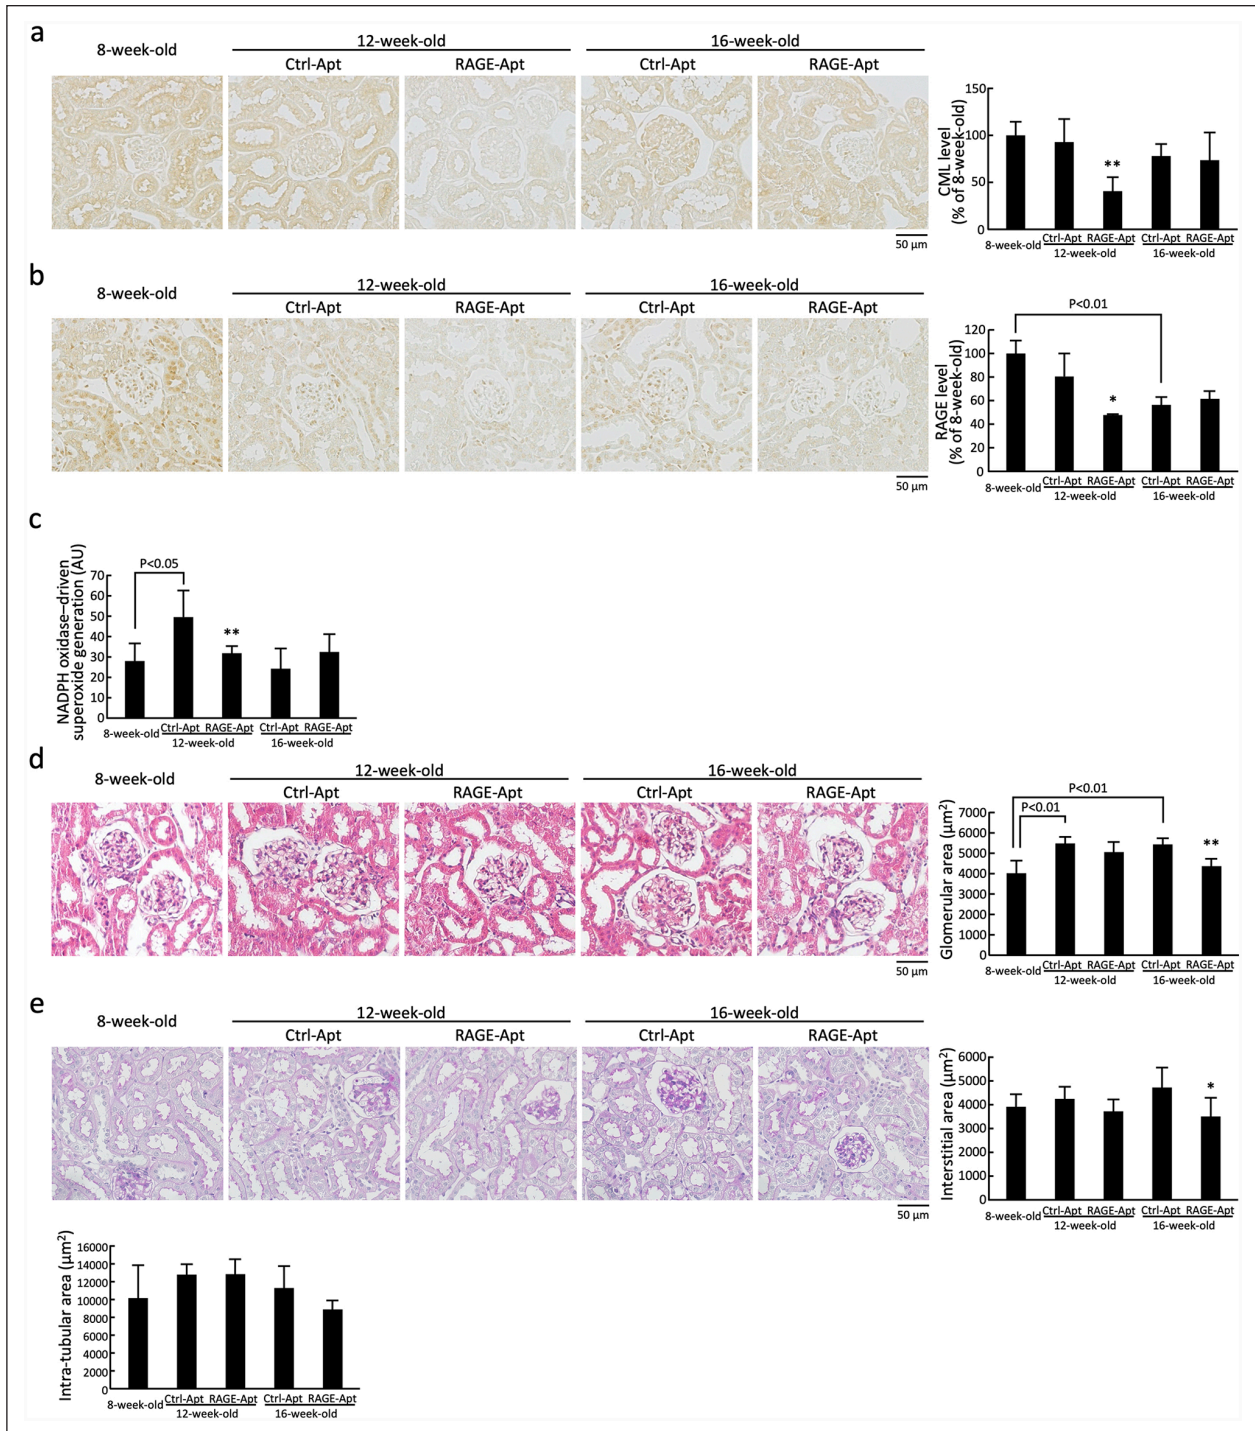 a
8-week-old
12-week-old
16-week-old
Ctrl-Apt
RAGE-Apt
Ctrl-Apt
RAGE-Apt
50 µm
CML level
(% of 8-week-old)
150
100
50
0
8-week-old
Ctrl-Apt RAGE-Apt
12-week-old
Ctrl-Apt RAGE-Apt
16-week-old
**
b
8-week-old
12-week-old
16-week-old
Ctrl-Apt
RAGE-Apt
Ctrl-Apt
RAGE-Apt
50 µm
P<0.01
RAGE level
(% of 8-week-old)
120
100
80
60
40
20
0
*
8-week-old
Ctrl-Apt RAGE-Apt
12-week-old
Ctrl-Apt RAGE-Apt
16-week-old
c
NADPH oxidase–driven
superoxide generation (AU)
P<0.05
70
60
50
40
30
20
10
0
**
8-week-old
Ctrl-Apt RAGE-Apt
12-week-old
Ctrl-Apt RAGE-Apt
16-week-old
d
8-week-old
12-week-old
16-week-old
Ctrl-Apt
RAGE-Apt
Ctrl-Apt
RAGE-Apt
50 µm
P<0.01
P<0.01
Glomerular area (µm²)
7000
6000
5000
4000
3000
2000
1000
0
**
8-week-old
Ctrl-Apt RAGE-Apt
12-week-old
Ctrl-Apt RAGE-Apt
16-week-old
e
8-week-old
12-week-old
16-week-old
Ctrl-Apt
RAGE-Apt
Ctrl-Apt
RAGE-Apt
50 µm
Interstitial area (µm²)
6000
5000
4000
3000
2000
1000
0
*
8-week-old
Ctrl-Apt RAGE-Apt
12-week-old
Ctrl-Apt RAGE-Apt
16-week-old
Intra-tubular area (µm²)
16000
14000
12000
10000
8000
6000
4000
2000
0
8-week-old
Ctrl-Apt RAGE-Apt
12-week-old
Ctrl-Apt RAGE-Apt
16-week-old